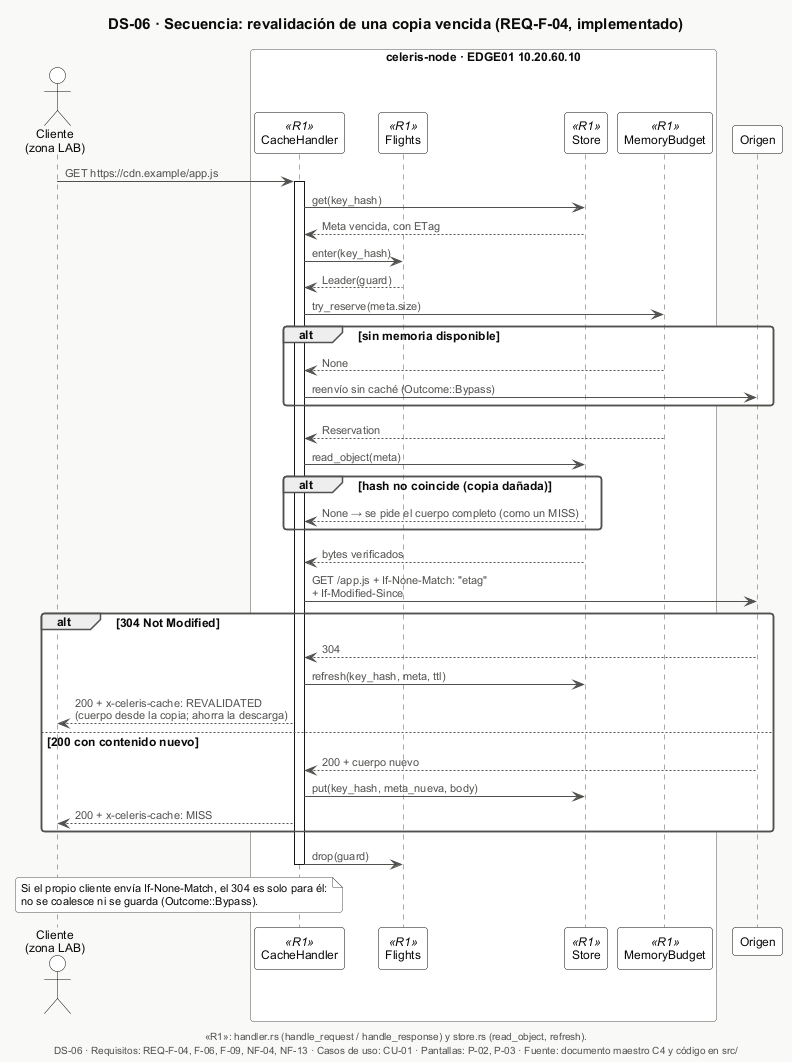 DS-06 · Secuencia: revalidación de una copia vencida (REQ-F-04, implementado)
celeris-node · EDGE01 10.20.60.10
Cliente
(zona LAB)
«R1»
CacheHandler
«R1»
Flights
«R1»
Store
«R1»
MemoryBudget
Origen
GET https://cdn.example/app.js
get(key_hash)
Meta vencida, con ETag
enter(key_hash)
Leader(guard)
try_reserve(meta.size)
alt [sin memoria disponible]
None
reenvío sin caché (Outcome::Bypass)
Reservation
read_object(meta)
alt [hash no coincide (copia dañada)]
None → se pide el cuerpo completo (como un MISS)
bytes verificados
GET /app.js + If-None-Match: "etag"
+ If-Modified-Since
alt [304 Not Modified]
304
refresh(key_hash, meta, ttl)
200 + x-celeris-cache: REVALIDATED
(cuerpo desde la copia; ahorra la descarga)
[200 con contenido nuevo]
200 + cuerpo nuevo
put(key_hash, meta_nueva, body)
200 + x-celeris-cache: MISS
drop(guard)
Si el propio cliente envía If-None-Match, el 304 es solo para él:
no se coalesce ni se guarda (Outcome::Bypass).
Cliente
(zona LAB)
«R1»
CacheHandler
«R1»
Flights
«R1»
Store
«R1»
MemoryBudget
Origen
«R1»: handler.rs (handle_request / handle_response) y store.rs (read_object, refresh).
DS-06 · Requisitos: REQ-F-04, F-06, F-09, NF-04, NF-13 · Casos de uso: CU-01 · Pantallas: P-02, P-03 · Fuente: documento maestro C4 y código en src/